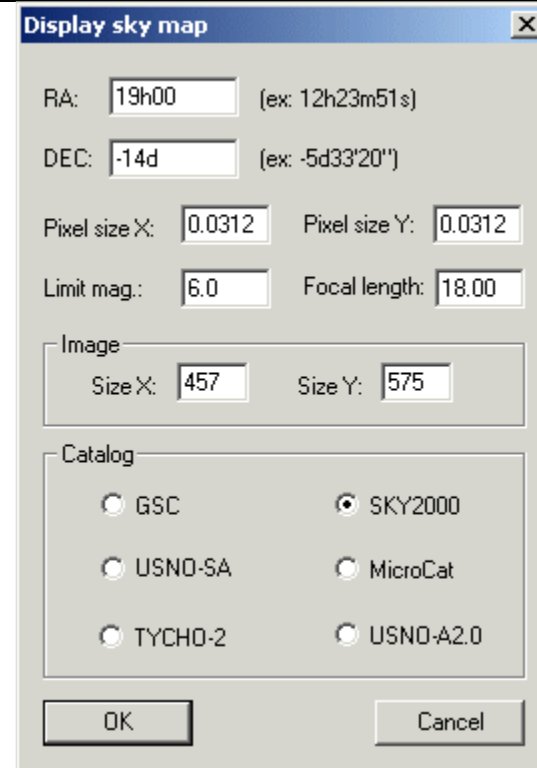 Display sky map
RA: 19h00 (ex: 12h23m51s)
DEC: -14d (ex: -5d33'20")
Pixel size X: 0.0312 Pixel size Y: 0.0312
Limit mag.: 6.0 Focal length: 18.00
Image
Size X: 457 Size Y: 575
Catalog
GSC SKY2000
USNO-SA MicroCat
TYCHO-2 USNO-A2.0
OK Cancel